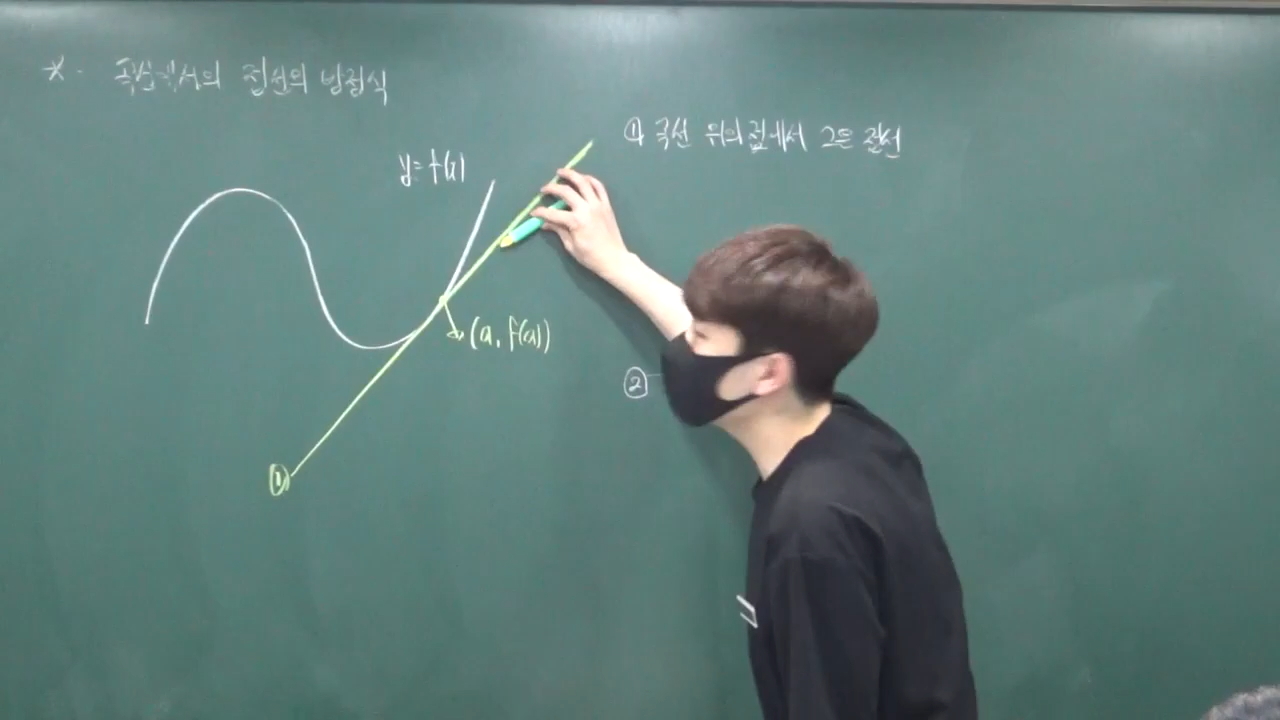 * . 곡선에서의 접선의 방정식
y=f(x)
① 곡선 위의 점에서 그은 접선
(a, f(a))
②
①